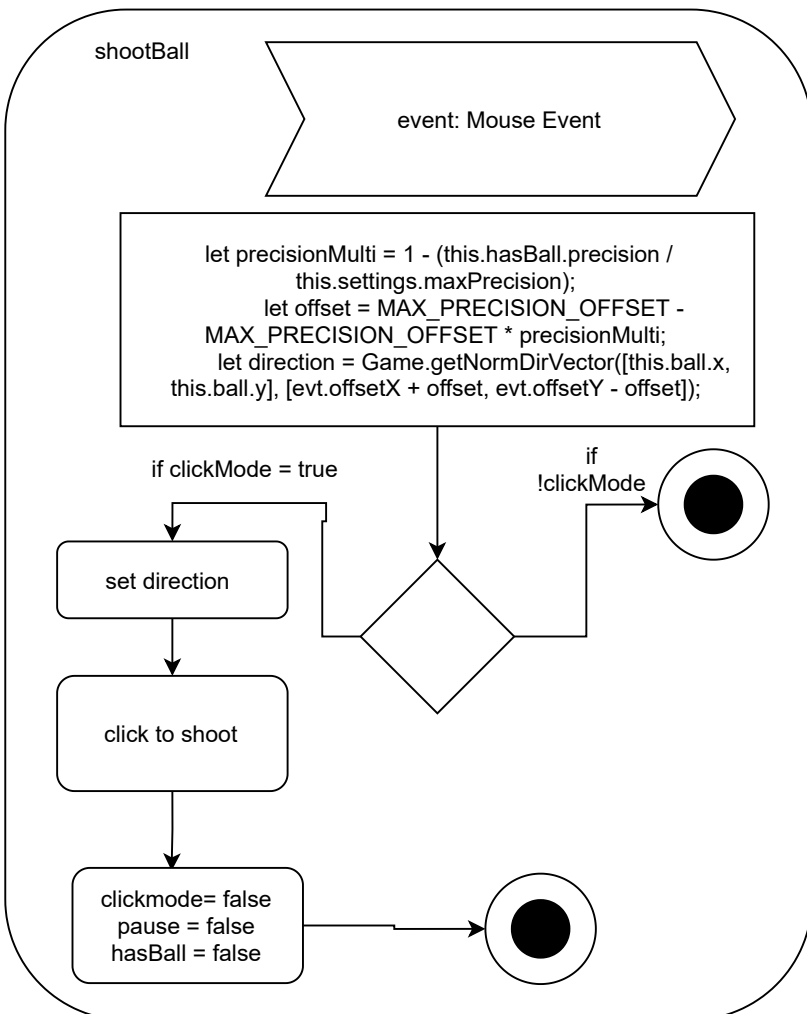 shootBall
event: Mouse Event
let precisionMulti = 1 - (this.hasBall.precision /
this.settings.maxPrecision);
let offset = MAX_PRECISION_OFFSET -
MAX_PRECISION_OFFSET * precisionMulti;
let direction = Game.getNormDirVector([this.ball.x,
this.ball.y], [evt.offsetX + offset, evt.offsetY - offset]);
if clickMode = true
if
!clickMode
set direction
click to shoot
clickmode= false
pause = false
hasBall = false